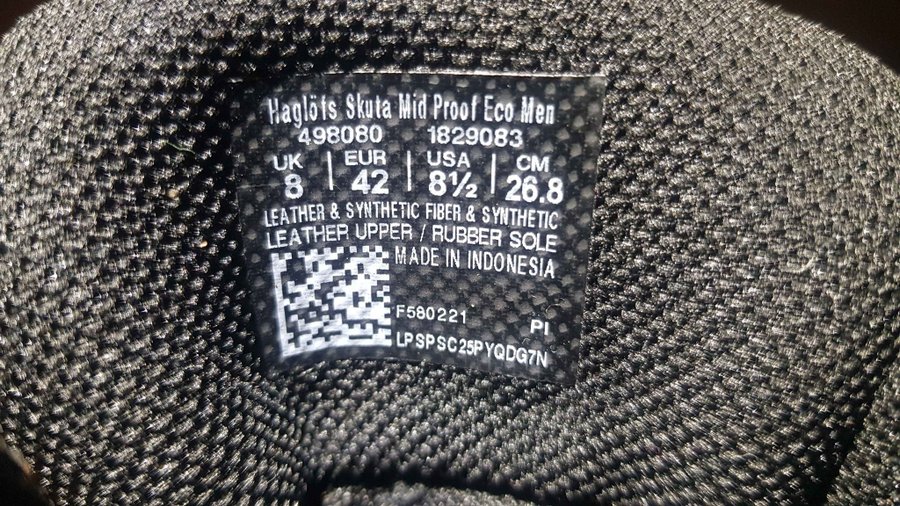 Haglöfs Skuta Mid Proof Eco Men
498080 1829083
UK | EUR | USA | CM
8 | 42 | 8½ | 26.8
LEATHER & SYNTHETIC FIBER & SYNTHETIC
LEATHER UPPER / RUBBER SOLE
MADE IN INDONESIA
F580221 PI
LPSPSC25PYQDG7N